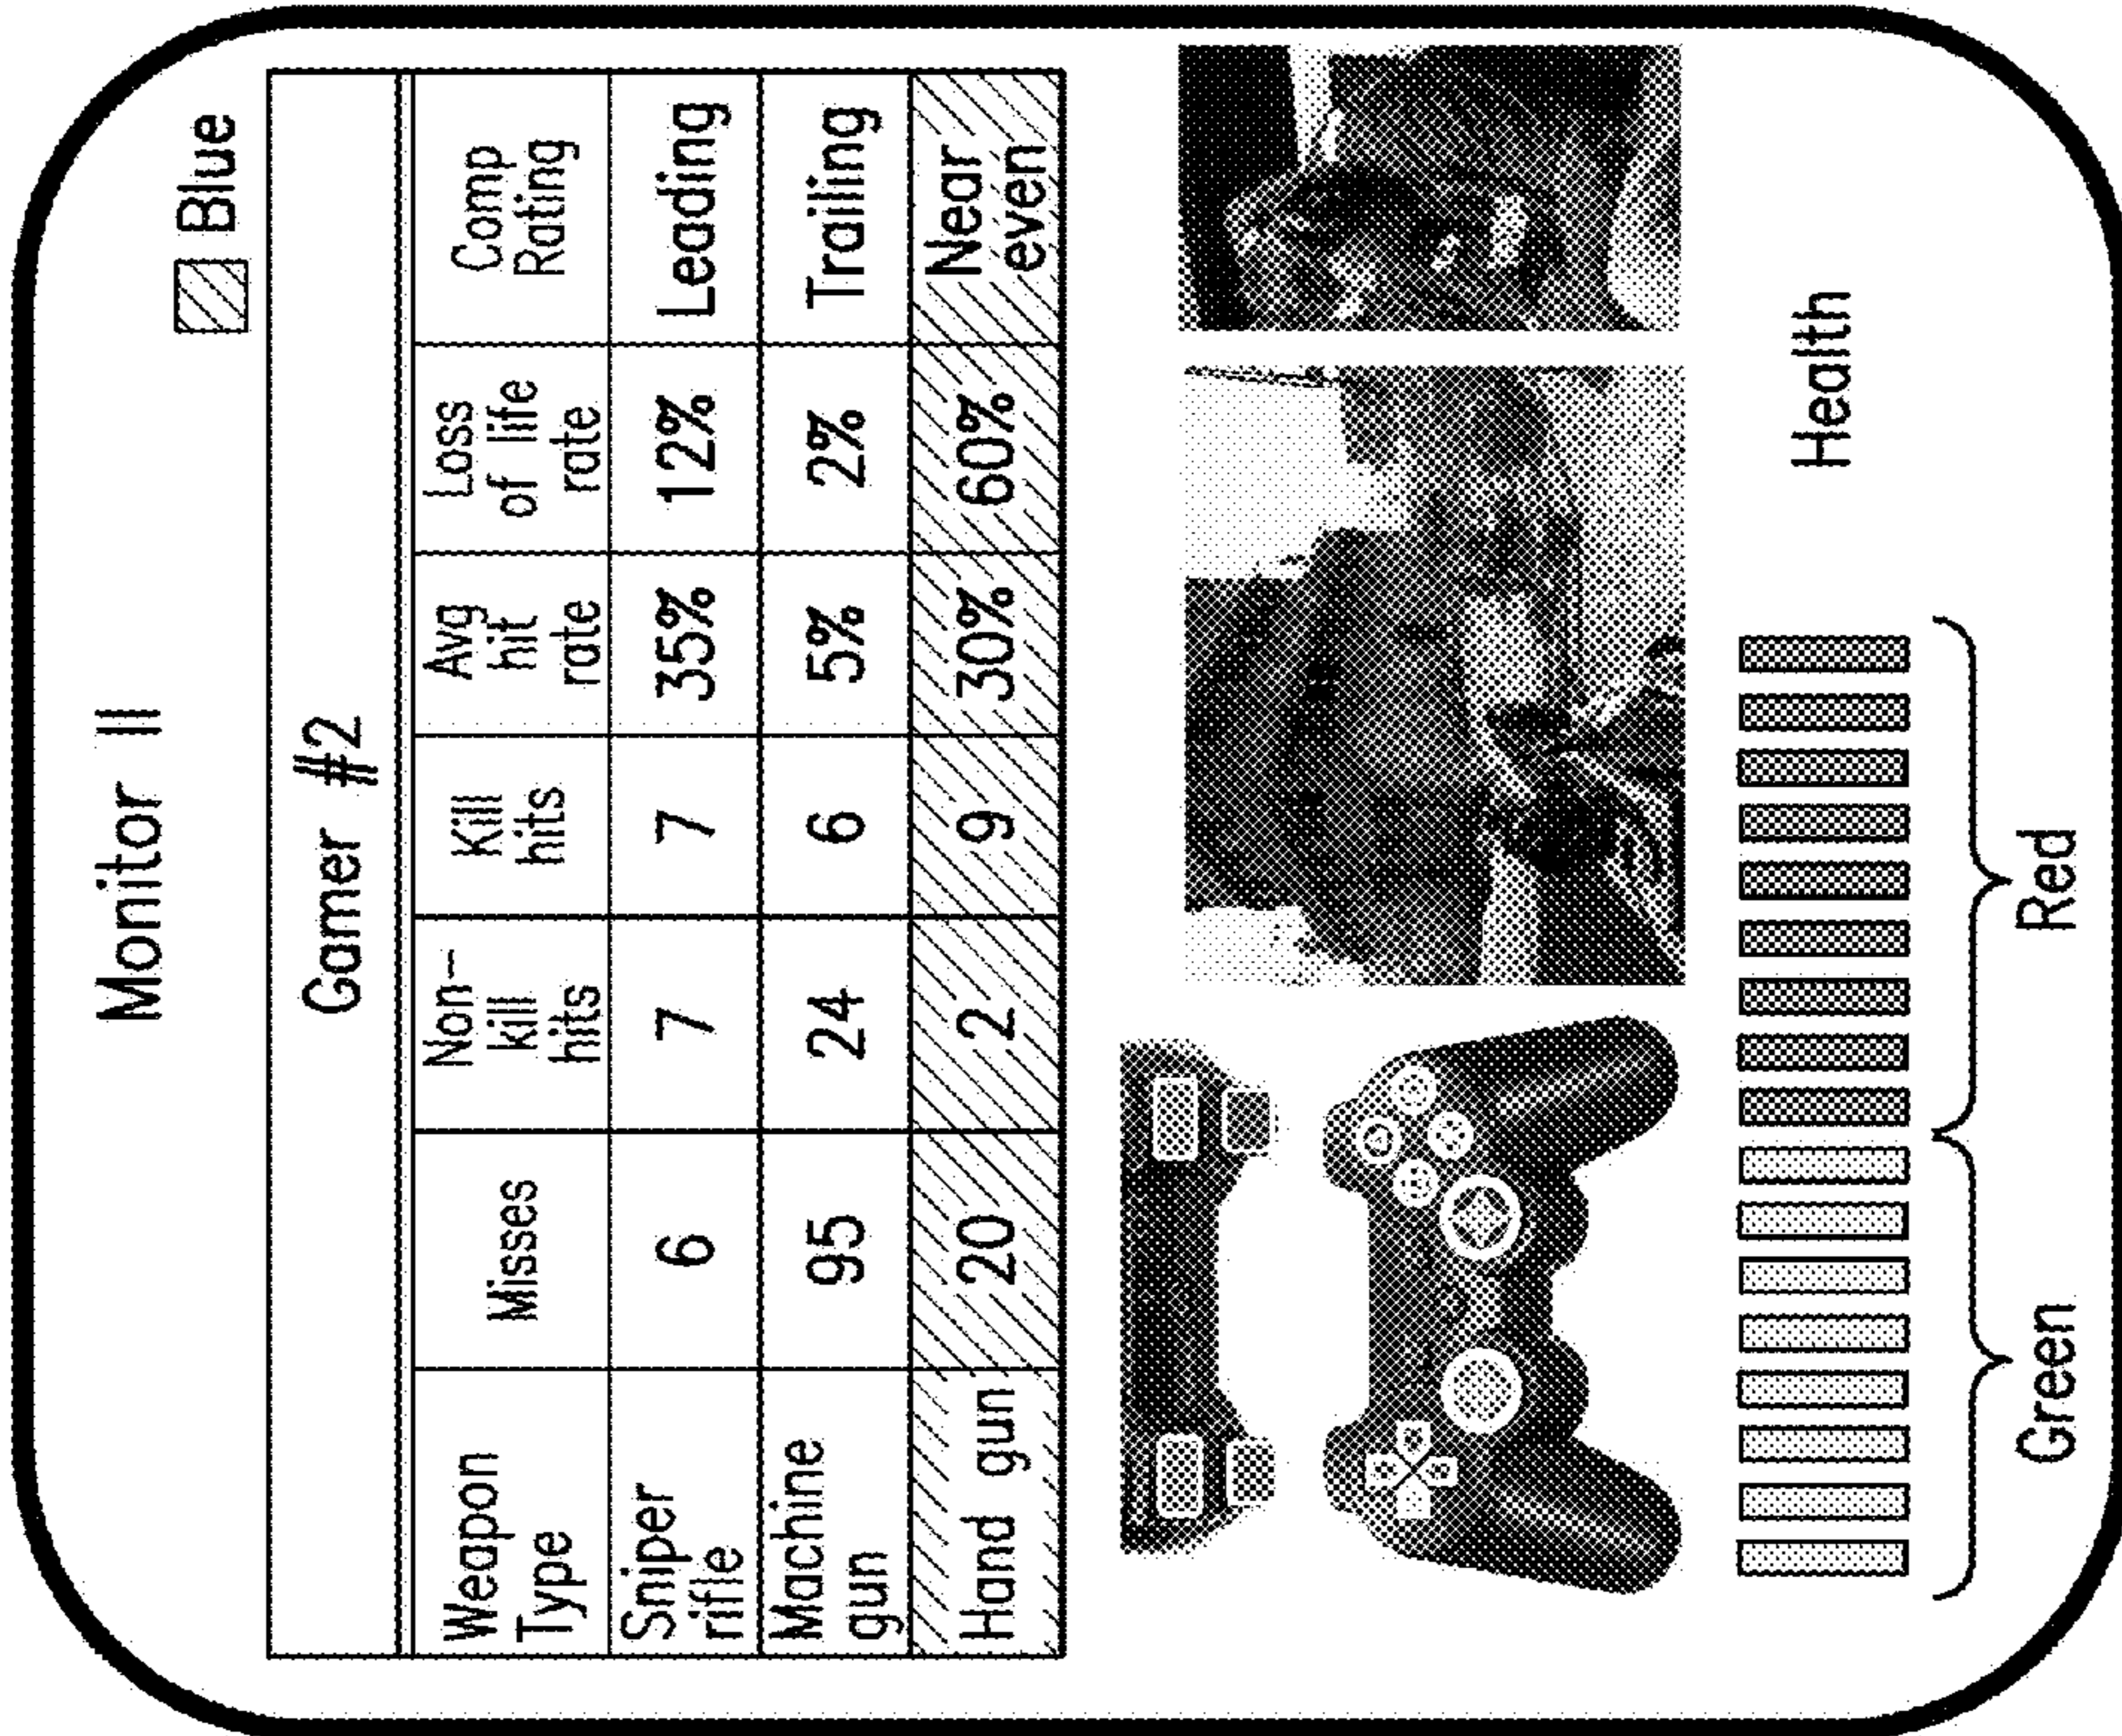 Monitor II
Blue
Gamer #2
Weapon Type Misses Non-kill hits Kill hits Avg hit rate Loss of life rate Comp Rating
Sniper rifle 6 7 7 35% 12% Leading
Machine gun 95 24 6 5% 2% Trailing
Hand gun 20 2 9 30% 60% Near even
Health
Green Red